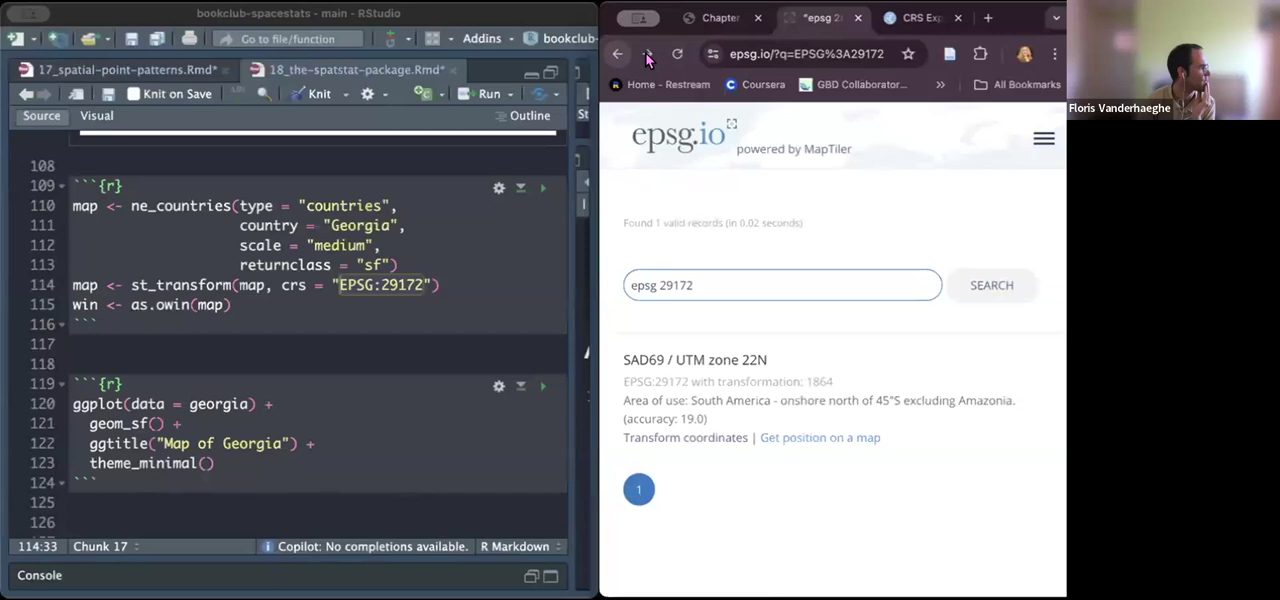 bookclub-spacestats - main - RStudio
Go to file/function
Addins
bookclub-
17_spatial-point-patterns.Rmd*
18_the-spatstat-package.Rmd*
Knit on Save
Knit
Run
Source
Visual
Outline
108
109 ```{r}
110 map <- ne_countries(type = "countries",
111 country = "Georgia",
112 scale = "medium",
113 returnclass = "sf")
114 map <- st_transform(map, crs = "EPSG:29172")
115 win <- as.owin(map)
116 ```
117
118
119 ```{r}
120 ggplot(data = georgia) +
121 geom_sf() +
122 ggtitle("Map of Georgia") +
123 theme_minimal()
124 ```
125
126
114:33
Chunk 17
Copilot: No completions available.
R Markdown
Console
Chapter
*epsg 2
CRS Exp
epsg.io/?q=EPSG%3A29172
Home - Restream
Coursera
GBD Collaborator...
All Bookmarks
epsg.io powered by MapTiler
Found 1 valid records (in 0.02 seconds)
epsg 29172
SEARCH
SAD69 / UTM zone 22N
EPSG:29172 with transformation: 1864
Area of use: South America - onshore north of 45°S excluding Amazonia.
(accuracy: 19.0)
Transform coordinates | Get position on a map
1
Floris Vanderhaeghe